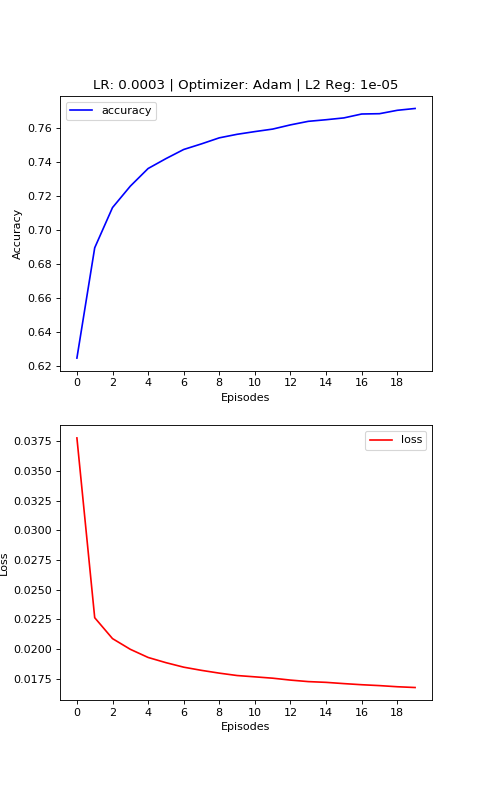 LR: 0.0003 | Optimizer: Adam | L2 Reg: 1e-05
accuracy
0.76
0.74
0.72
0.70
0.68
0.66
0.64
0.62
Accuracy
0 2 4 6 8 10 12 14 16 18
Episodes
loss
0.0375
0.0350
0.0325
0.0300
0.0275
0.0250
0.0225
0.0200
0.0175
Loss
0 2 4 6 8 10 12 14 16 18
Episodes